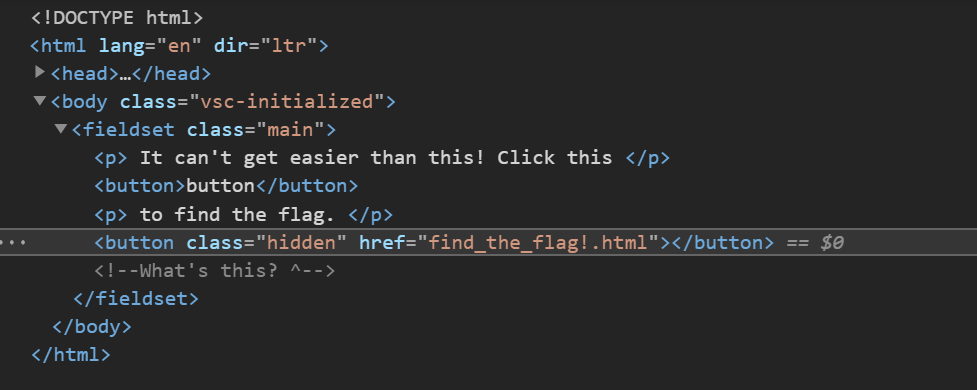 <!DOCTYPE html>
<html lang="en" dir="ltr">
<head>…</head>
<body class="vsc-initialized">
<fieldset class="main">
<p> It can't get easier than this! Click this </p>
<button>button</button>
<p> to find the flag. </p>
<button class="hidden" href="find_the_flag!.html"></button> == $0
<!--What's this? ^-->
</fieldset>
</body>
</html>